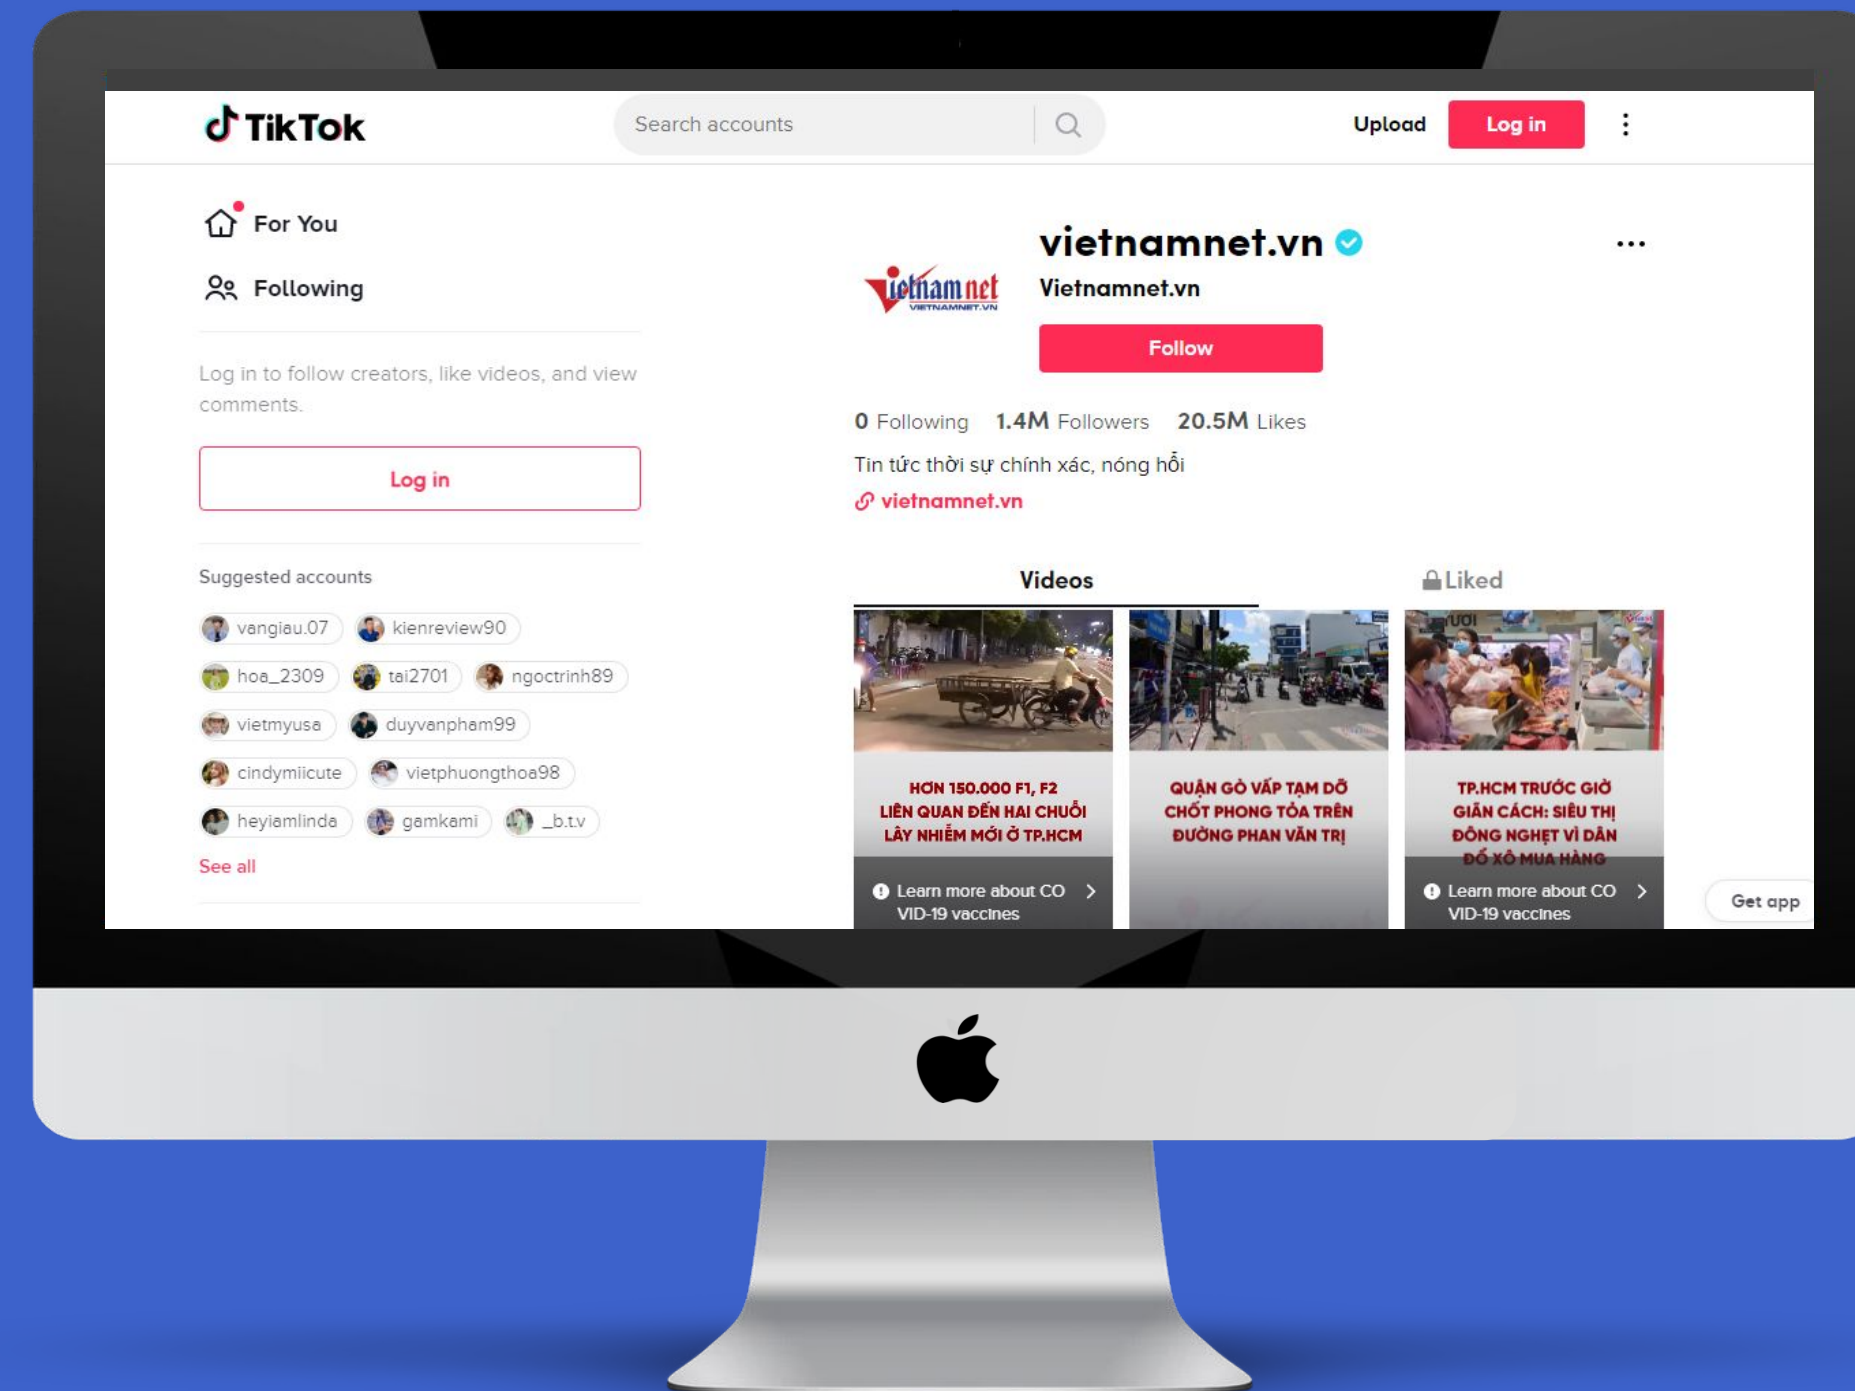 TikTok
Search accounts
Upload
Log in
For You
Following
Log in to follow creators, like videos, and view
comments.
Log in
Suggested accounts
vangiau.07
kienreview90
hoa_2309
tai2701
ngoctrinh89
vietmyusa
duyvanpham99
cindymiicute
vietphuongthoa98
heyiamlinda
gamkami
_b.t.v
See all
vietnamnet
VIETNAMNET.VN
vietnamnet.vn
Vietnamnet.vn
Follow
0 Following 1.4M Followers 20.5M Likes
Tin tức thời sự chính xác, nóng hổi
vietnamnet.vn
Videos
Liked
HƠN 150.000 F1, F2
LIÊN QUAN ĐẾN HAI CHUỖI
LÂY NHIỄM MỚI Ở TP.HCM
Learn more about CO
VID-19 vaccines
QUẬN GÒ VẤP TẠM DỠ
CHỐT PHONG TỎA TRÊN
ĐƯỜNG PHAN VĂN TRỊ
TP.HCM TRƯỚC GIỜ
GIÃN CÁCH: SIÊU THỊ
ĐÔNG NGHẸT VÌ DÂN
ĐỔ XÔ MUA HÀNG
Learn more about CO
VID-19 vaccines
Get app